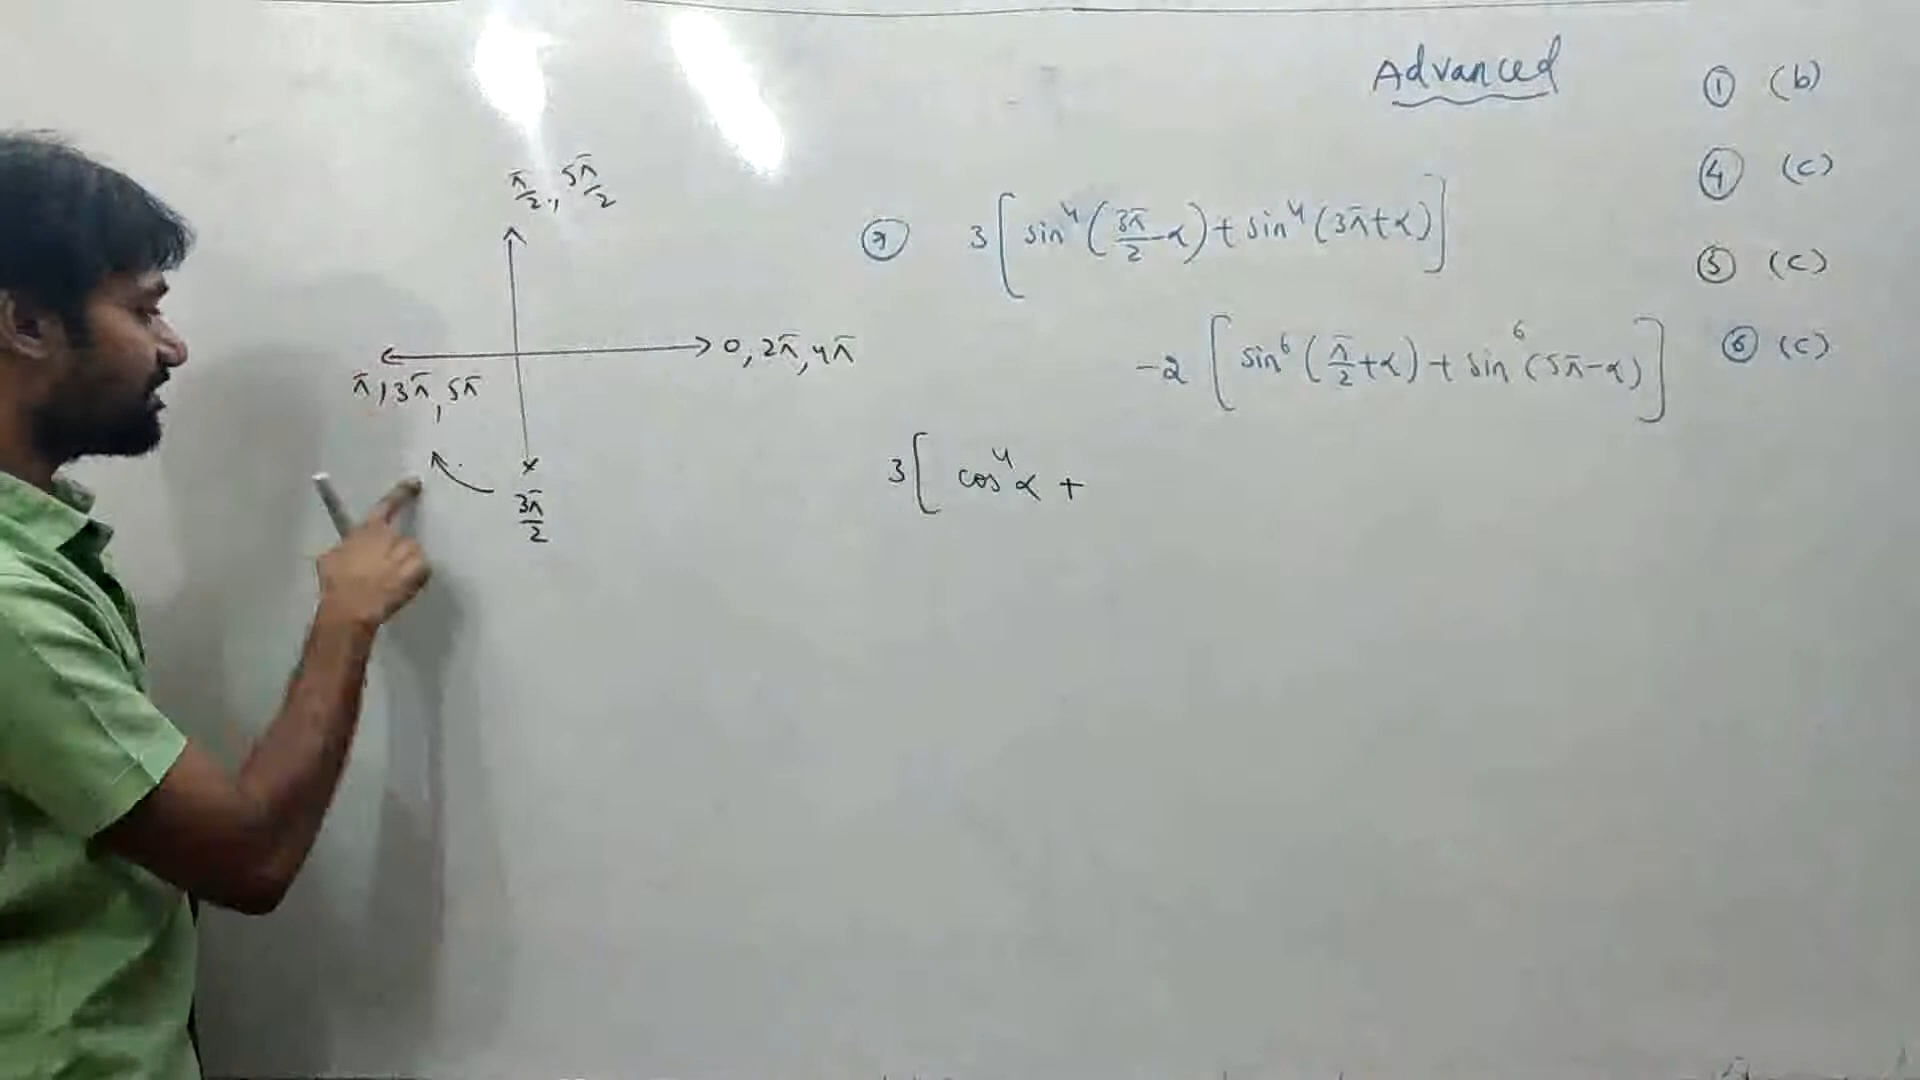 Advanced
① (b)
④ (c)
⑤ (c)
⑥ (c)
π/2, 5π/2
0, 2π, 4π
π, 3π, 5π,
3π/2
⑦ 3[sin⁴(3π/2-α)+sin⁴(3π+α)]
-2[sin⁶(π/2+α)+sin⁶(5π-α)]
3[cos⁴α +